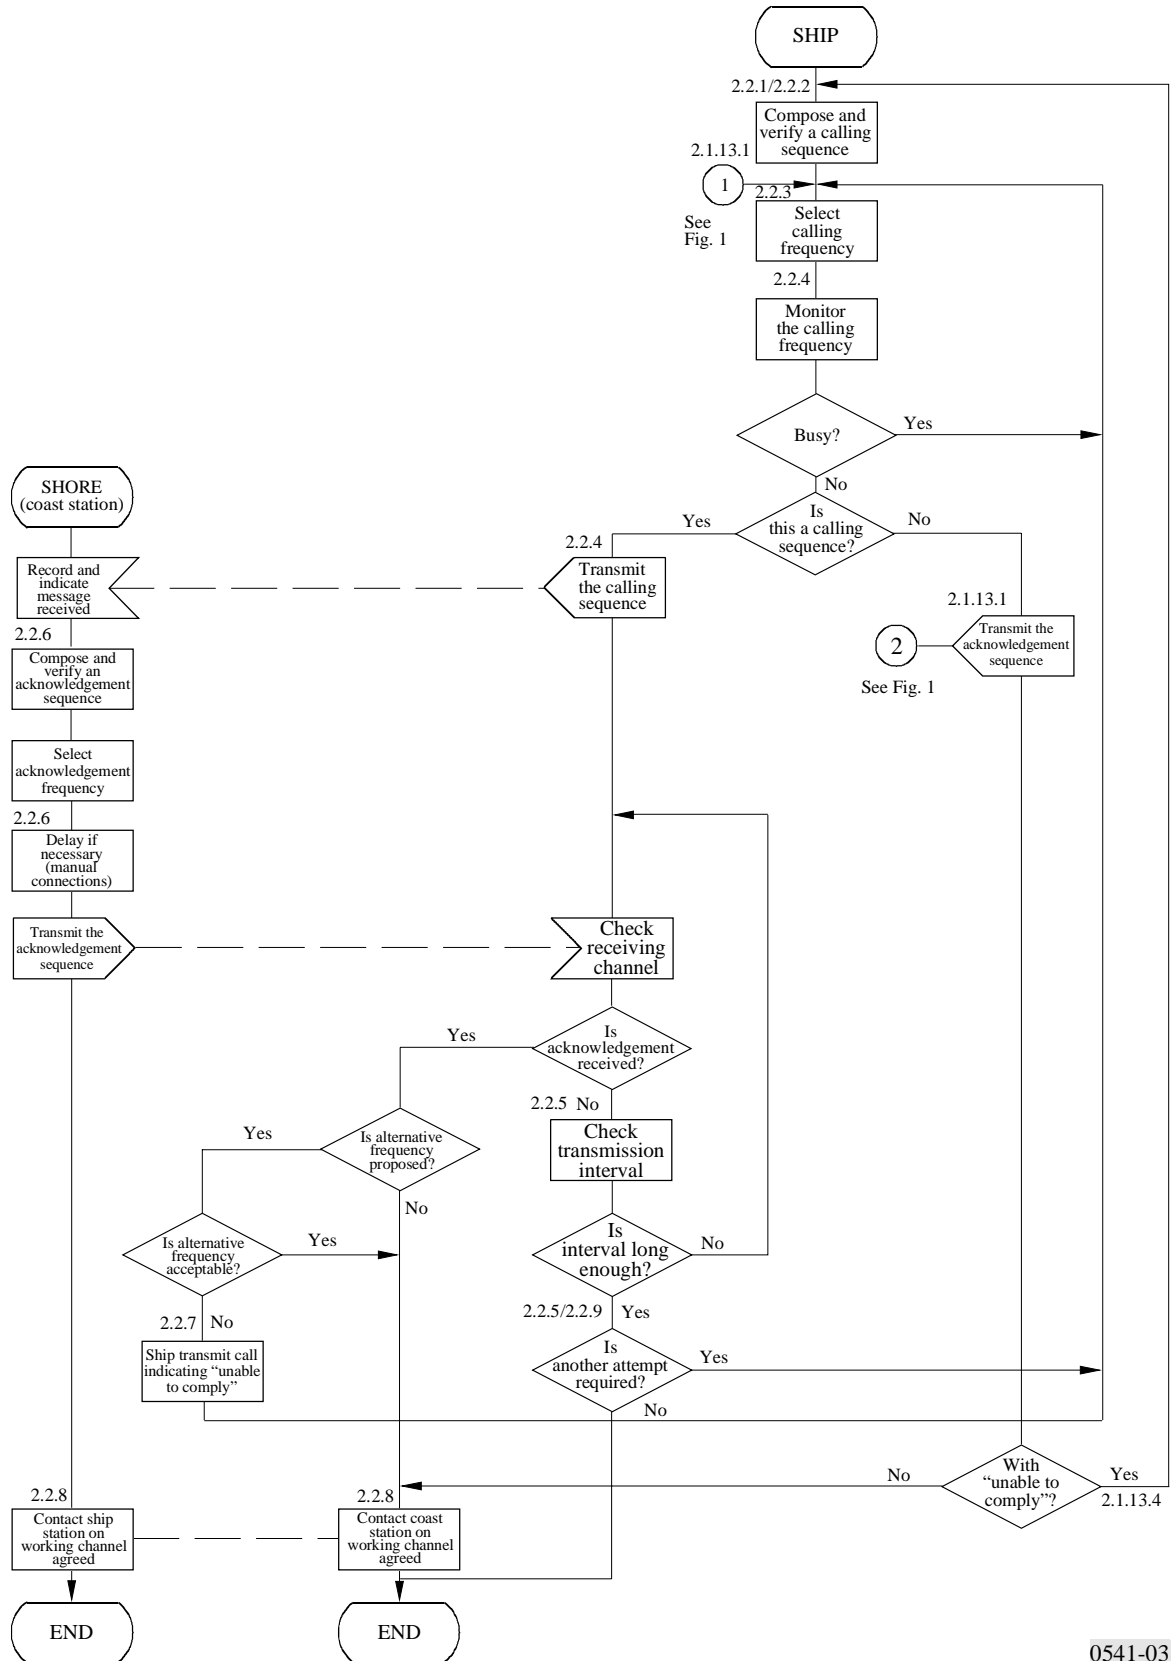 SHIP
2.2.1/2.2.2
Compose and
verify a calling
sequence
2.1.13.1
1
2.2.3
See
Fig. 1
Select
calling
frequency
2.2.4
Monitor
the calling
frequency
Busy?
Yes
No
Is
this a calling
sequence?
Yes
No
SHORE
(coast station)
2.2.4
Record and
indicate
message
received
Transmit
the calling
sequence
2.1.13.1
2
Transmit the
acknowledgement
sequence
See Fig. 1
2.2.6
Compose and
verify an
acknowledgement
sequence
Select
acknowledgement
frequency
2.2.6
Delay if
necessary
(manual
connections)
Transmit the
acknowledgement
sequence
Check
receiving
channel
Is
acknowledgement
received?
Yes
2.2.5 No
Check
transmission
interval
Is alternative
frequency
proposed?
Yes
No
Is alternative
frequency
acceptable?
Yes
Is
interval long
enough?
No
2.2.7 No
2.2.5/2.2.9 Yes
Ship transmit call
indicating “unable
to comply”
Is
another attempt
required?
Yes
No
With
“unable to
comply”?
No
Yes
2.1.13.4
2.2.8
Contact ship
station on
working channel
agreed
2.2.8
Contact coast
station on
working channel
agreed
END
END
0541-03